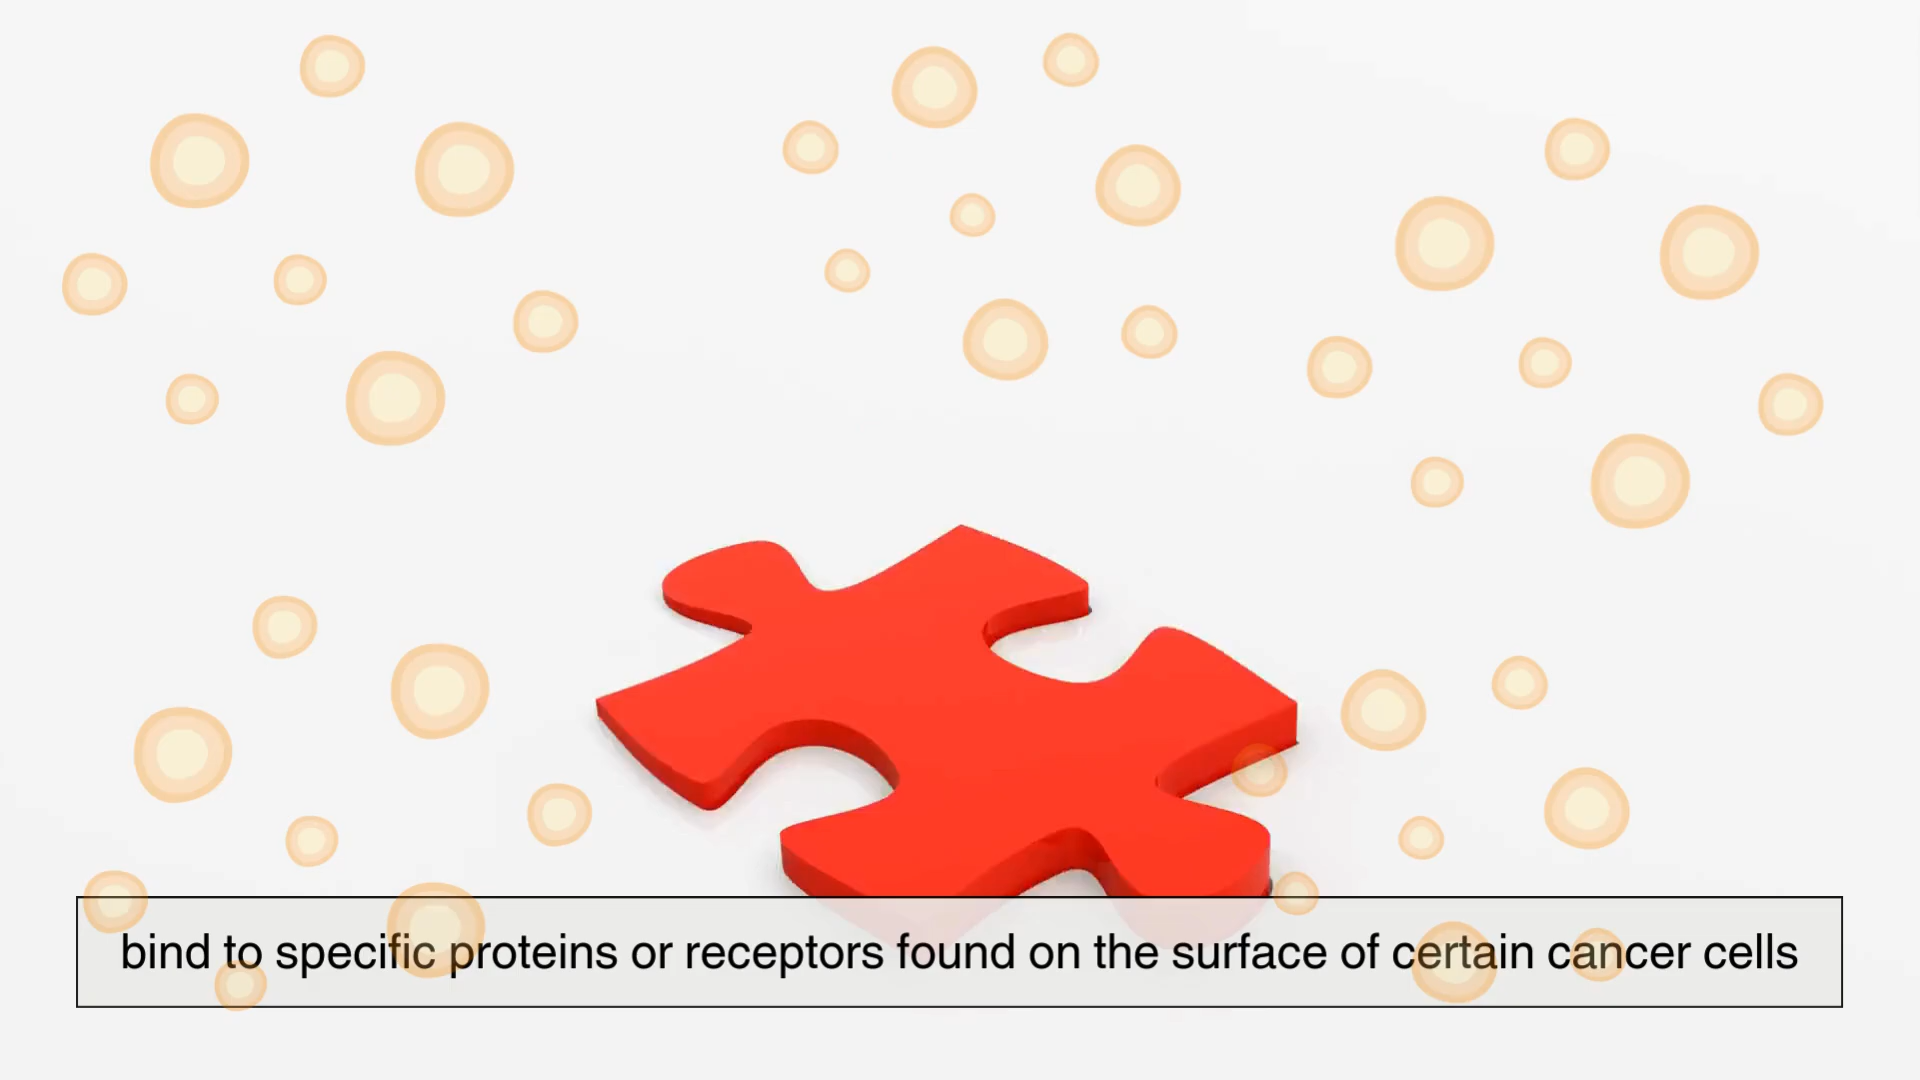 bind to specific proteins or receptors found on the surface of certain cancer cells